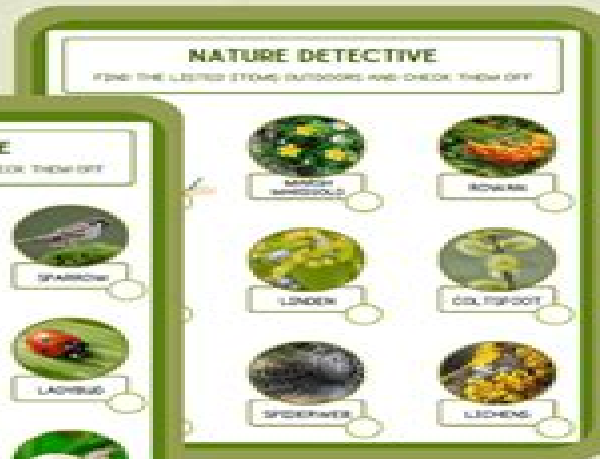 NATURE DETECTIVE
FIND THE LISTED ITEMS OUTDOORS AND CHECK THEM OFF
MARSH
MARIGOLD
ROWAN
LINDEN
COLTSFOOT
SPIDERWEB
LICHENS
E
ECK THEM OFF
SPARROW
LADYBUG